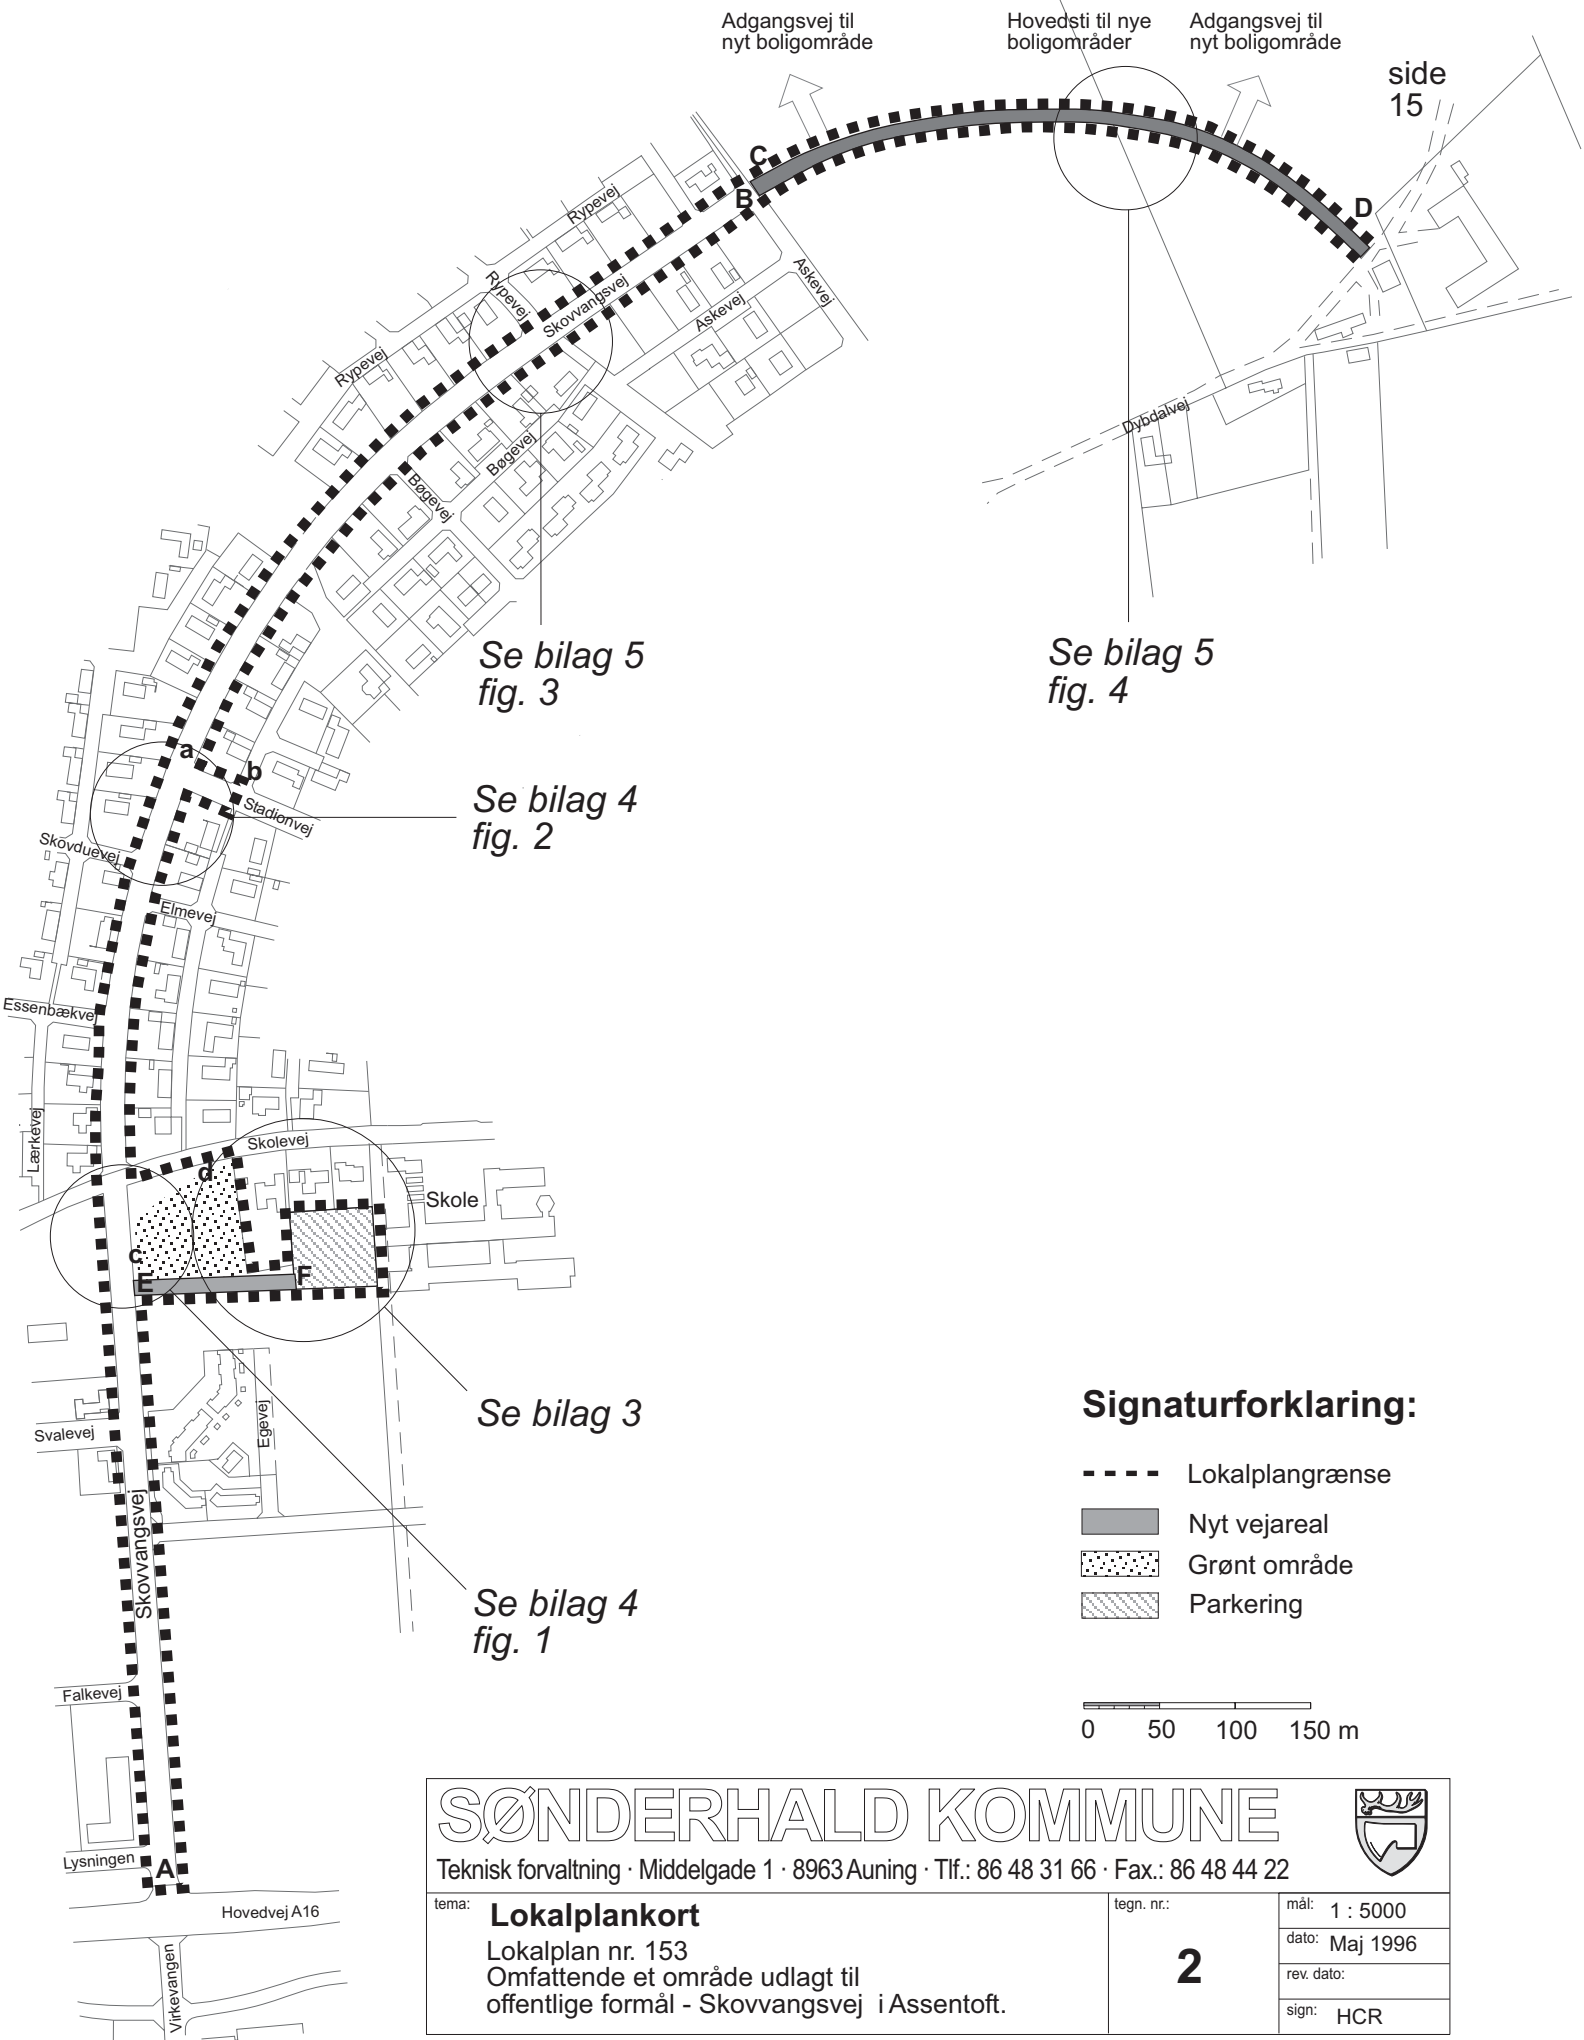 Adgangsvej til
nyt boligområde
Hovedsti til nye
boligområder
Adgangsvej til
nyt boligområde
side
15
C
B
D
Rypevej
Rypevej
Skovvangsvej
Askevej
Askevej
Rypevej
Dybdalvej
Bøgevej
Bøgevej
Se bilag 5
fig. 3
Se bilag 5
fig. 4
a
b
Stadionvej
Se bilag 4
fig. 2
Skovduevej
Elmevej
Essenbækvej
Lærkevej
Skolevej
d
Skole
c
E
F
Se bilag 3
Egevej
Svalevej
Skovvangsvej
Se bilag 4
fig. 1
Falkevej
Lysningen
A
Hovedvej A16
Virkevangen
Signaturforklaring:
Lokalplangrænse
Nyt vejareal
Grønt område
Parkering
0 50 100 150 m
SØNDERHALD KOMMUNE
Teknisk forvaltning · Middelgade 1 · 8963 Auning · Tlf.: 86 48 31 66 · Fax.: 86 48 44 22
tema: Lokalplankort
Lokalplan nr. 153
Omfattende et område udlagt til
offentlige formål - Skovvangsvej i Assentoft.
tegn. nr.:
2
mål: 1 : 5000
dato: Maj 1996
rev. dato:
sign: HCR